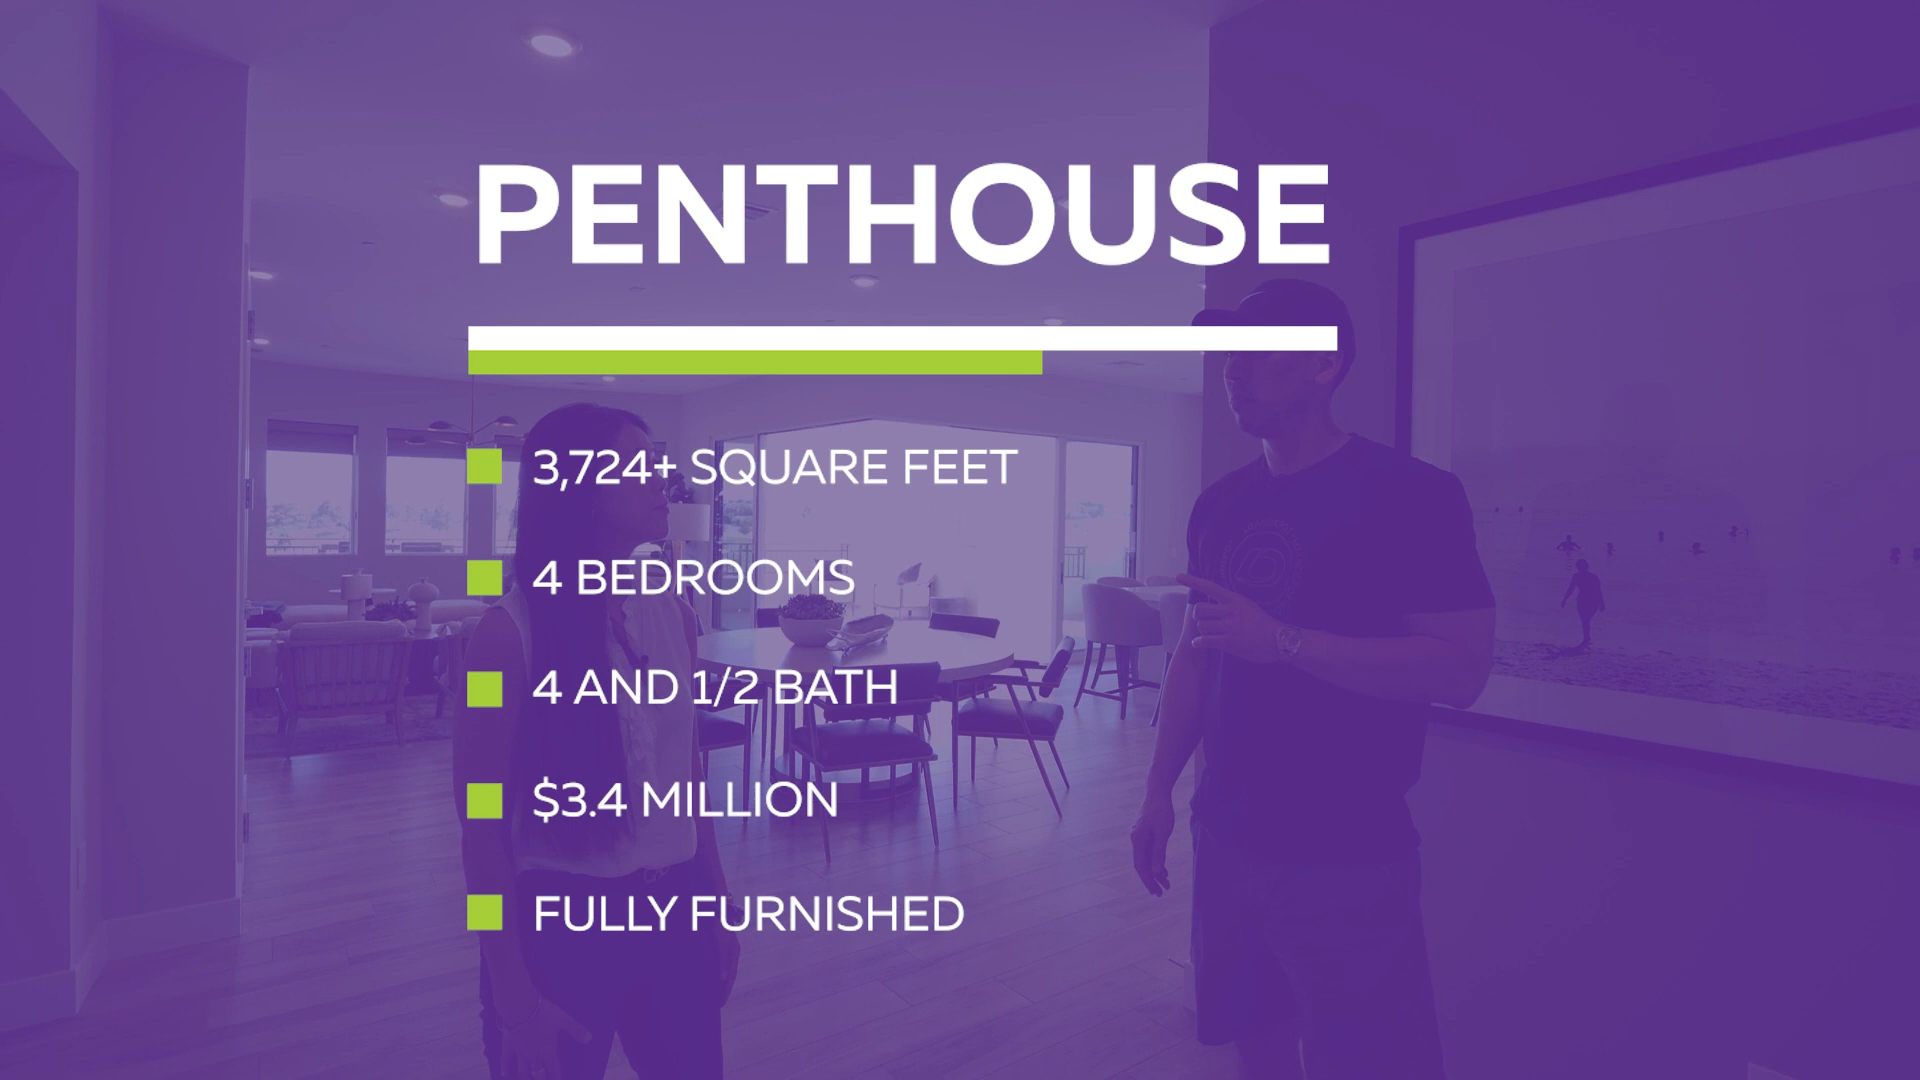 PENTHOUSE
3,724+ SQUARE FEET
4 BEDROOMS
4 AND 1/2 BATH
$3.4 MILLION
FULLY FURNISHED